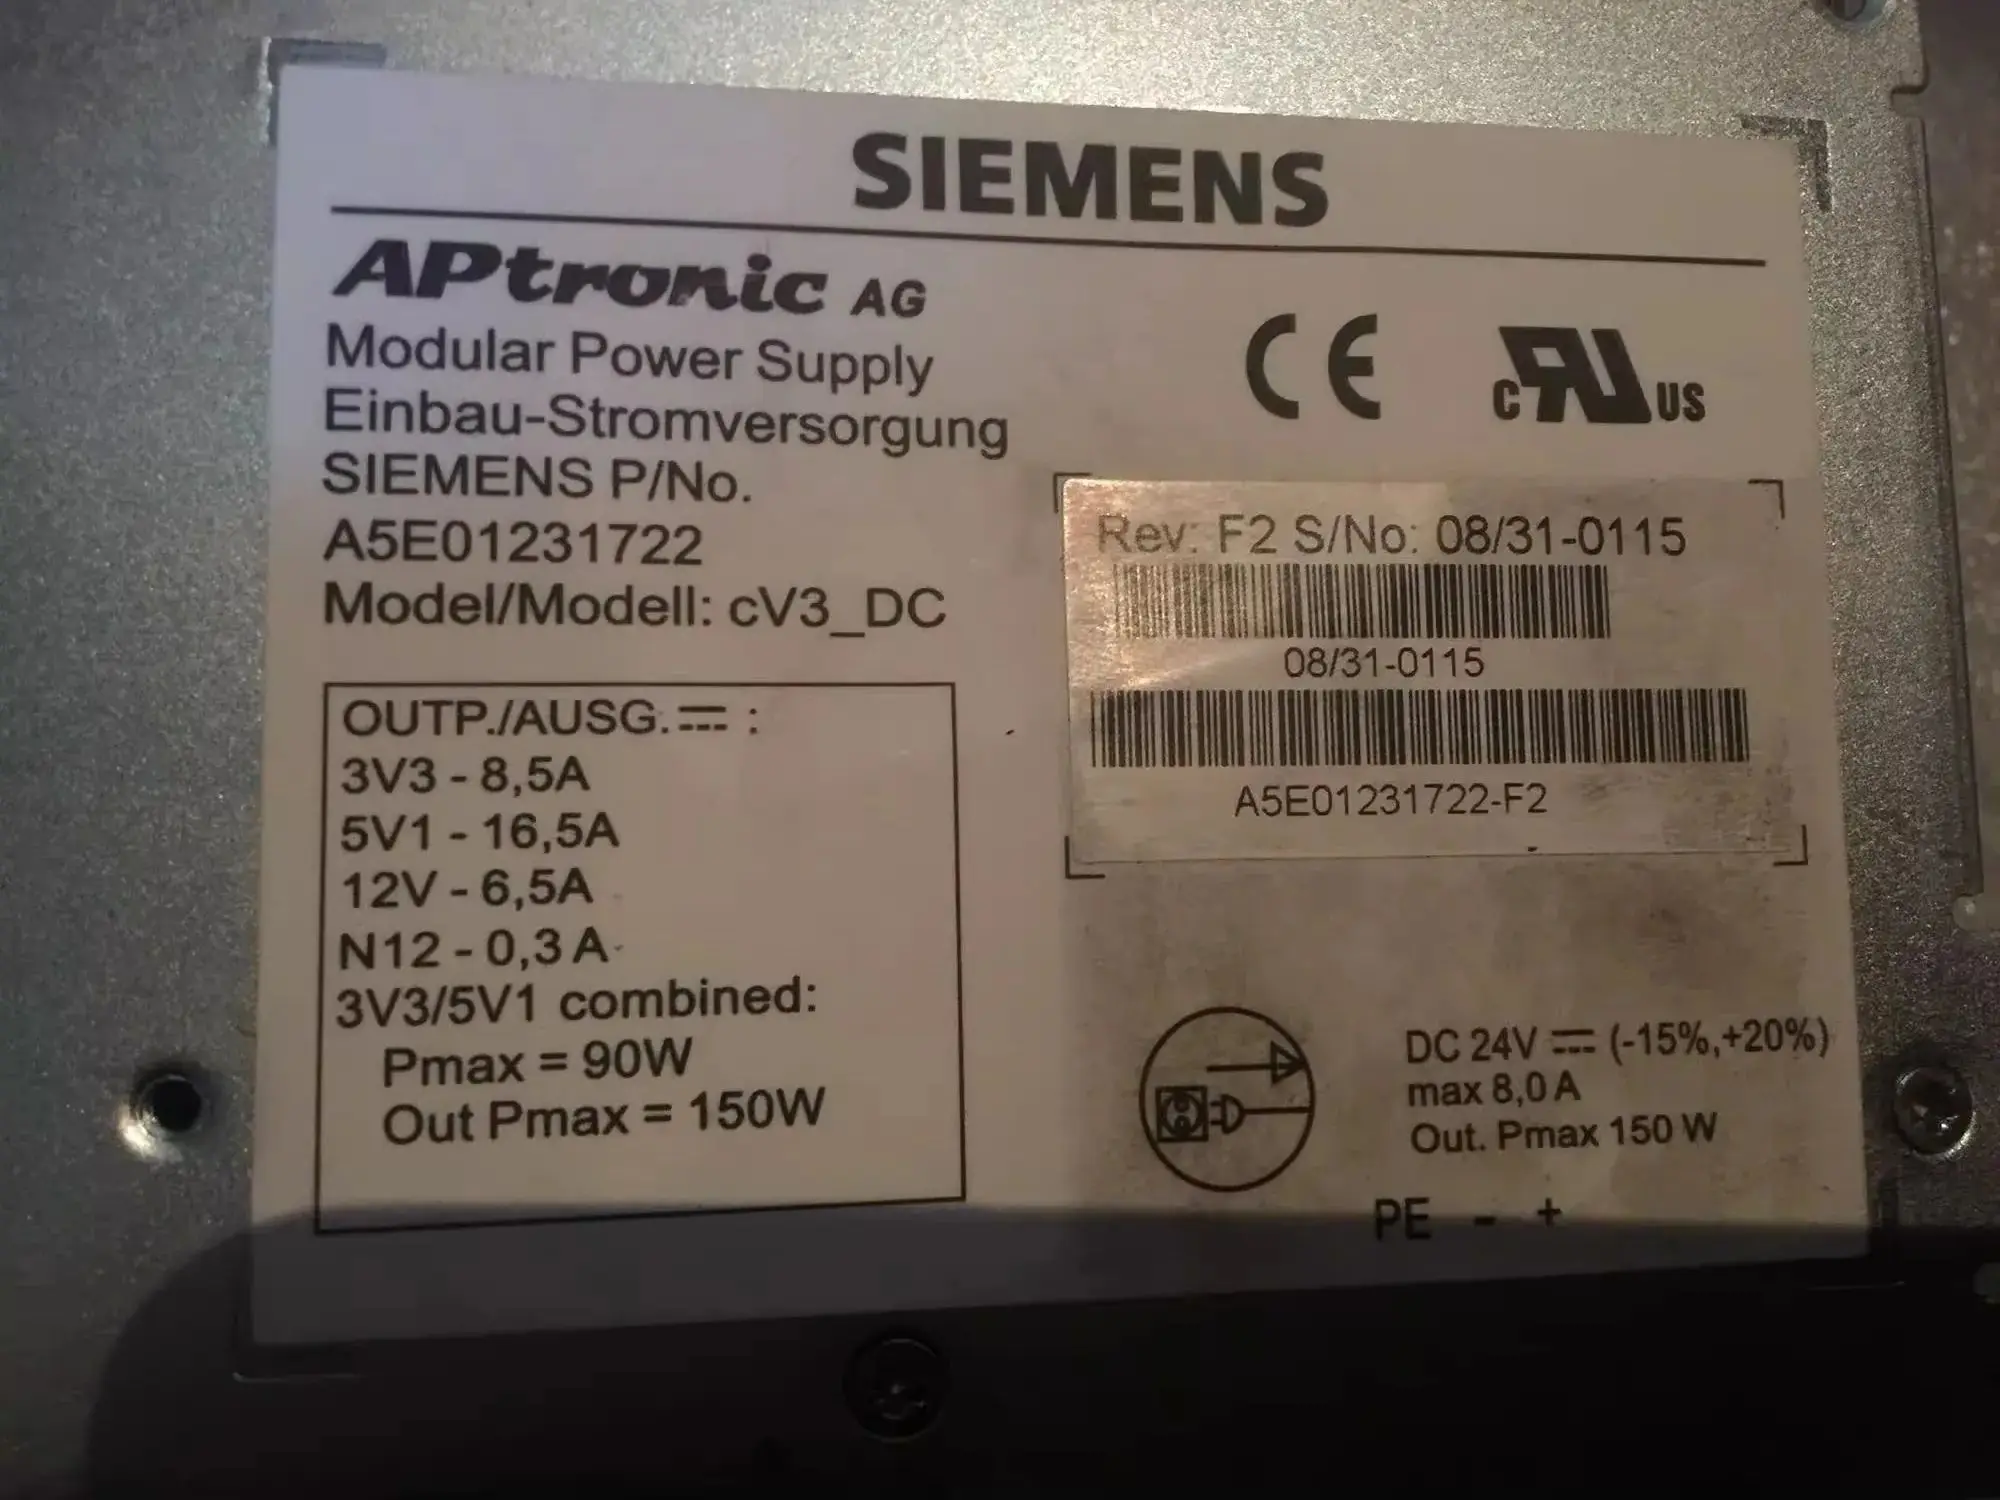 SIEMENS
APtronic AG
Modular Power Supply
Einbau-Stromversorgung
SIEMENS P/No.
A5E01231722
Model/Modell: cV3_DC
CE
c RU US
Rev: F2 S/No: 08/31-0115
08/31-0115
A5E01231722-F2
OUTP./AUSG. ⎓ :
3V3 - 8,5A
5V1 - 16,5A
12V - 6,5A
N12 - 0,3 A
3V3/5V1 combined:
Pmax = 90W
Out Pmax = 150W
DC 24V ⎓ (-15%,+20%)
max 8,0 A
Out. Pmax 150 W
PE - +